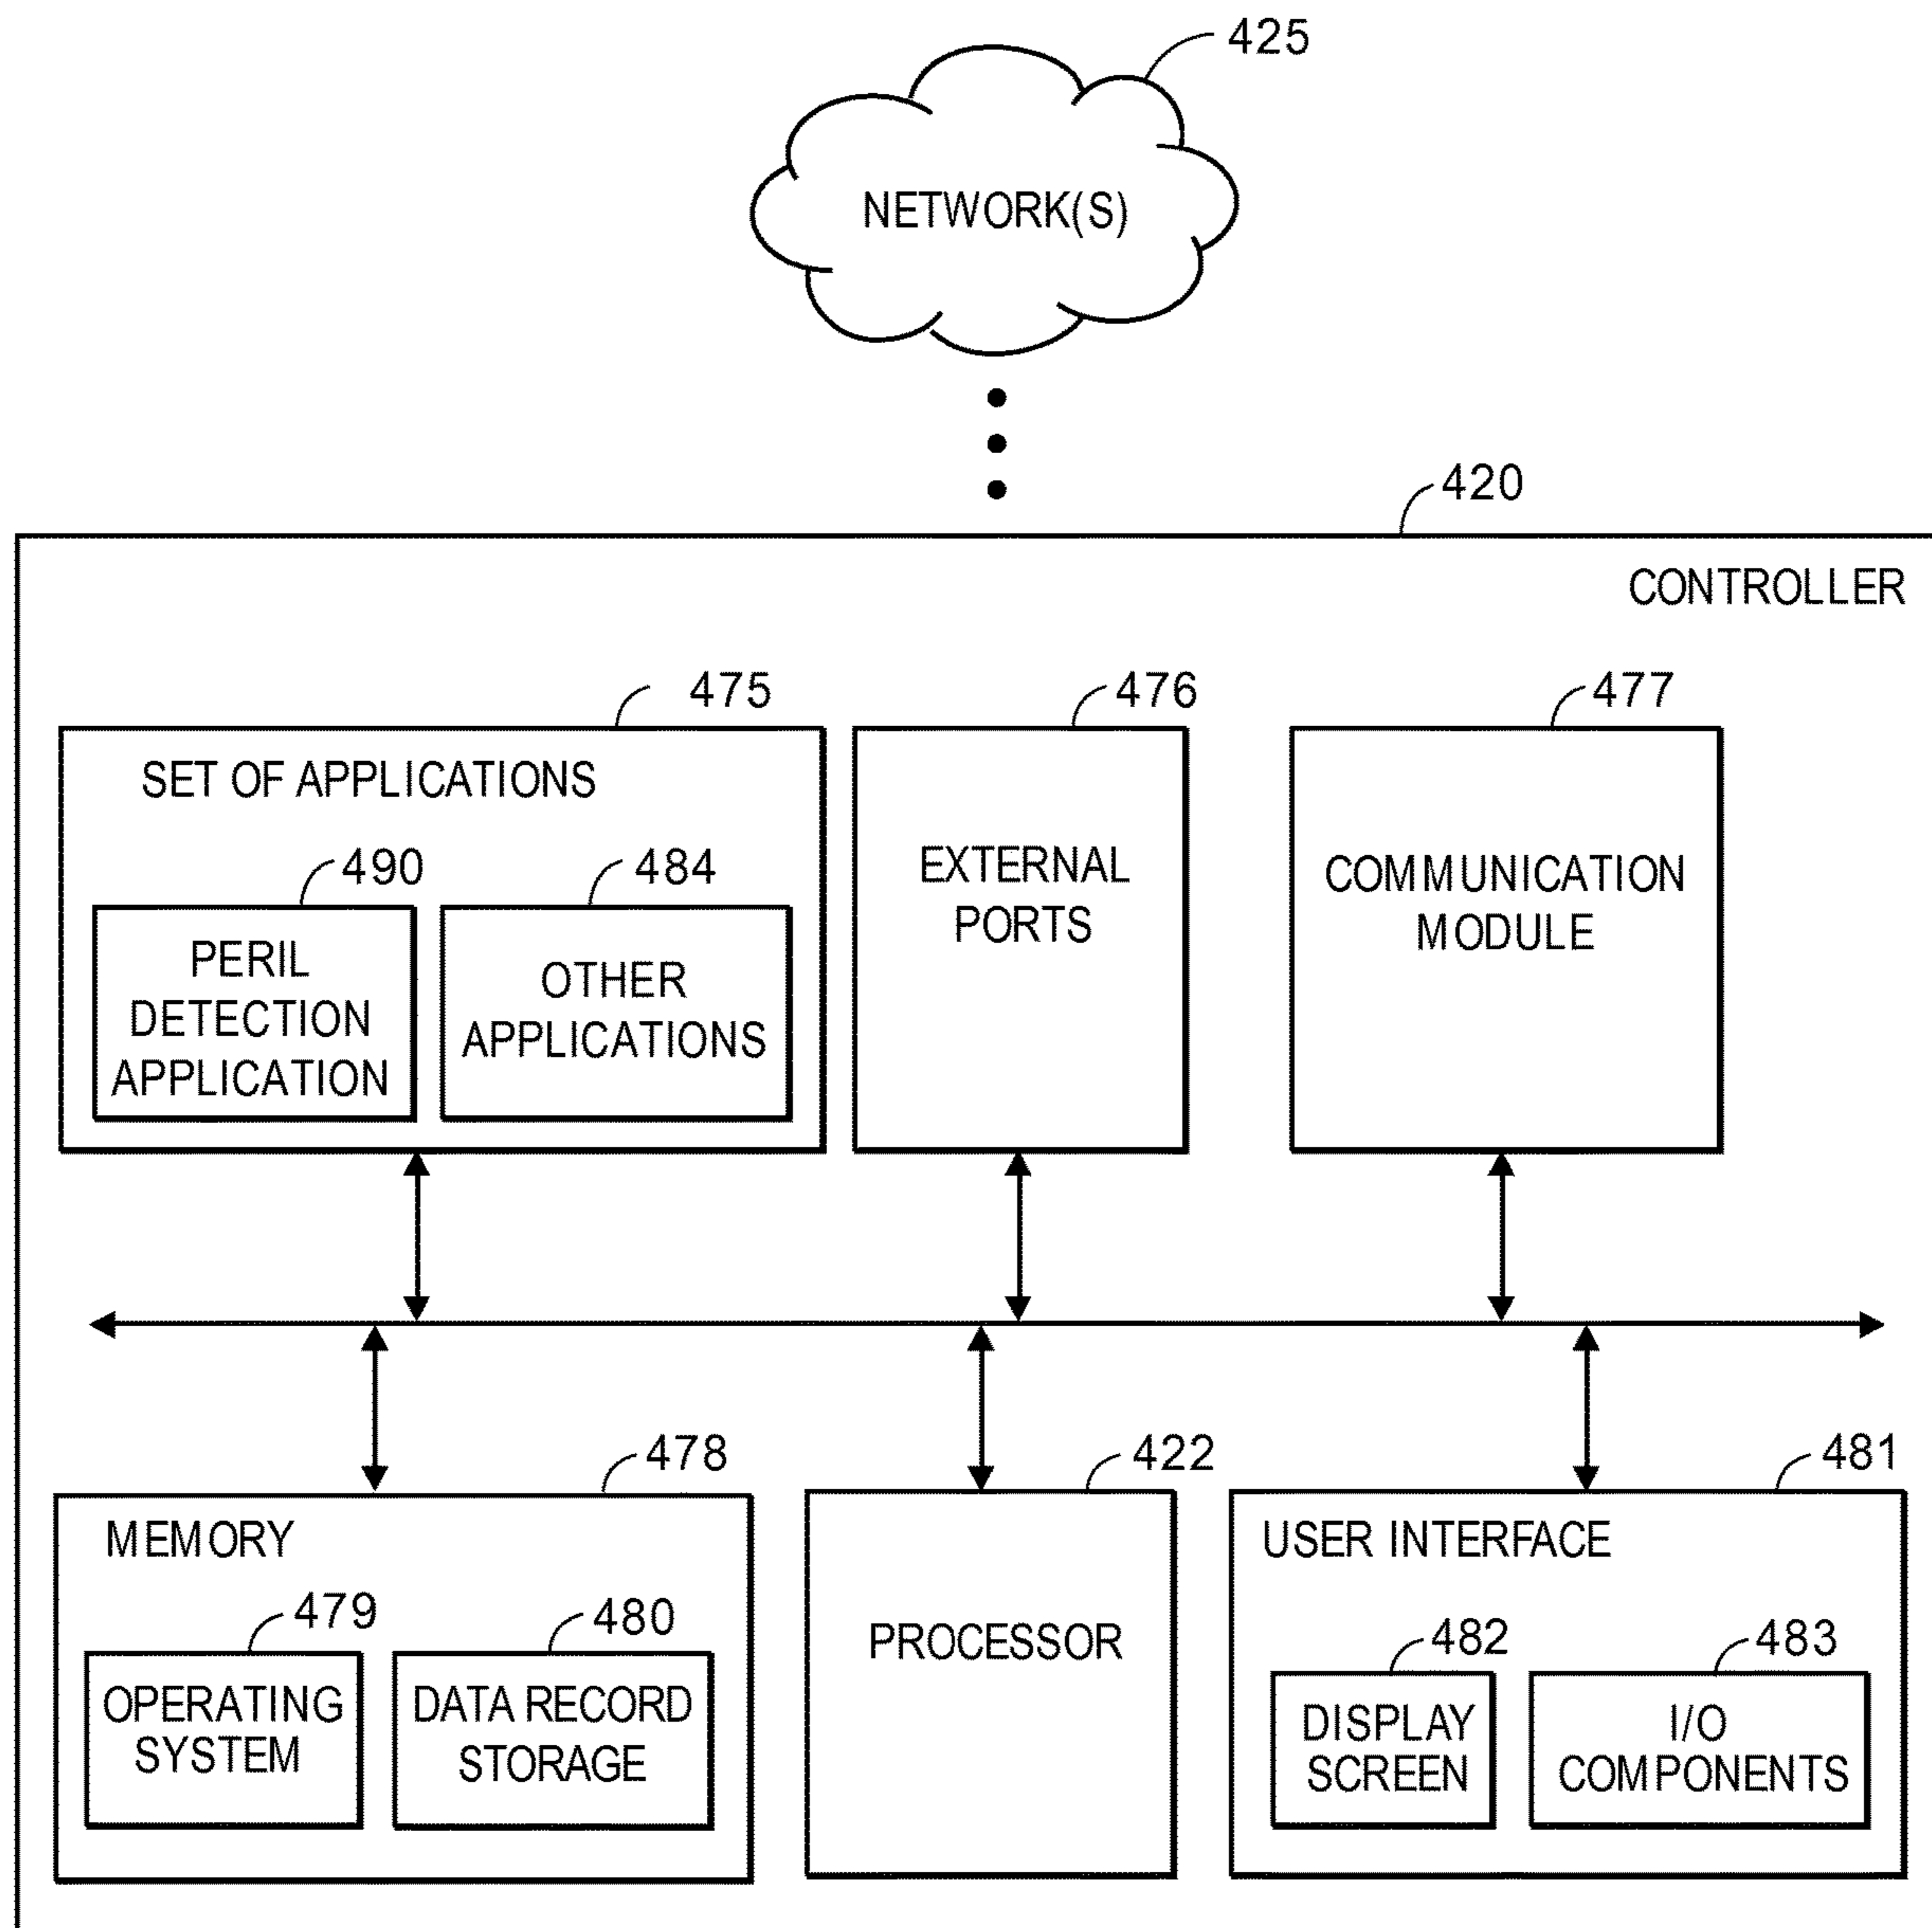 425
NETWORK(S)
420
CONTROLLER
475
SET OF APPLICATIONS
490
PERIL
DETECTION
APPLICATION
484
OTHER
APPLICATIONS
476
EXTERNAL
PORTS
477
COMMUNICATION
MODULE
478
MEMORY
479
OPERATING
SYSTEM
480
DATA RECORD
STORAGE
422
PROCESSOR
481
USER INTERFACE
482
DISPLAY
SCREEN
483
I/O
COMPONENTS